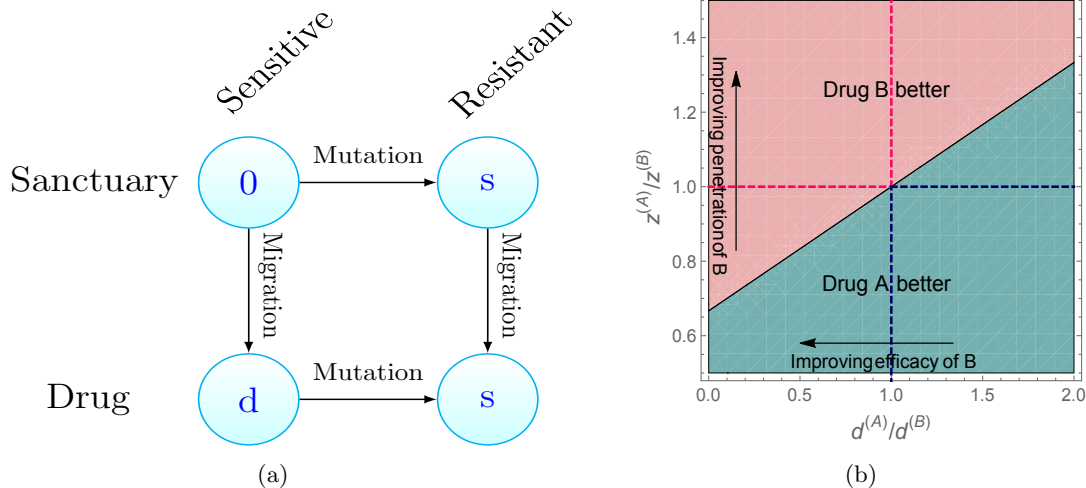 Sensitive
Resistant
Sanctuary
0
Mutation
s
Migration
Migration
Drug
d
Mutation
s
(a)
1.4
1.2
1.0
0.8
0.6
z^(A)/z^(B)
Improving penetration of B
Drug B better
Drug A better
Improving efficacy of B
0.0 0.5 1.0 1.5 2.0
d^(A)/d^(B)
(b)